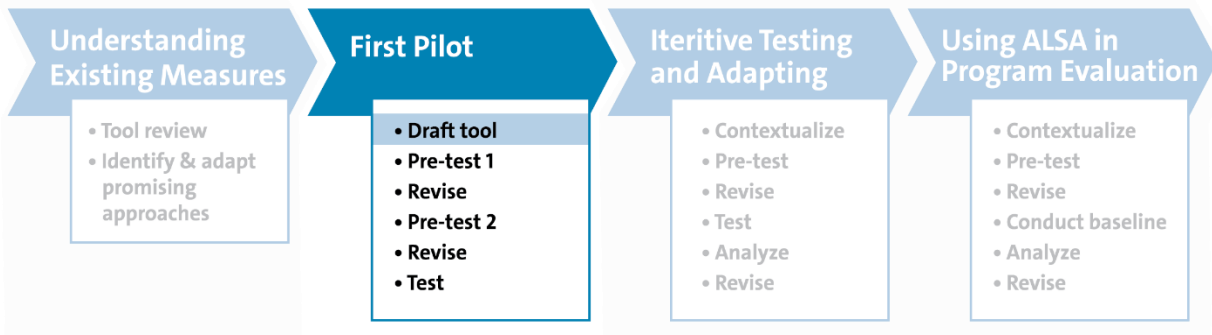 Understanding
Existing Measures
• Tool review
• Identify & adapt
promising
approaches
First Pilot
• Draft tool
• Pre-test 1
• Revise
• Pre-test 2
• Revise
• Test
Iteritive Testing
and Adapting
• Contextualize
• Pre-test
• Revise
• Test
• Analyze
• Revise
Using ALSA in
Program Evaluation
• Contextualize
• Pre-test
• Revise
• Conduct baseline
• Analyze
• Revise